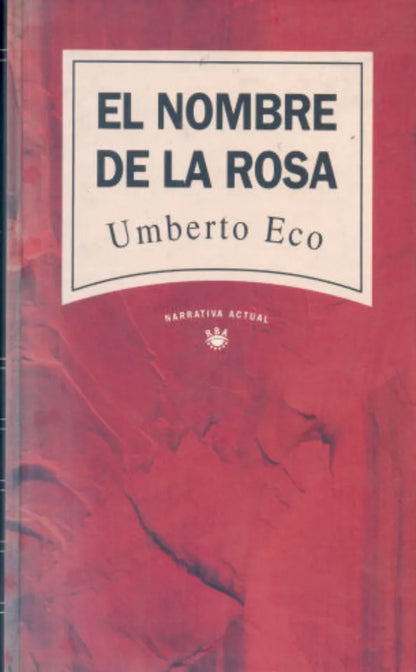 EL NOMBRE
DE LA ROSA
Umberto Eco
NARRATIVA ACTUAL
RBA